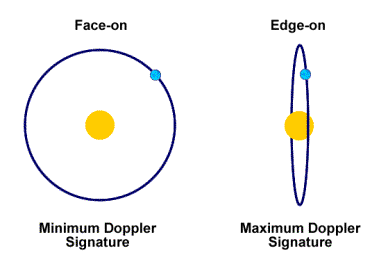 Face-on
Edge-on
Minimum Doppler
Signature
Maximum Doppler
Signature